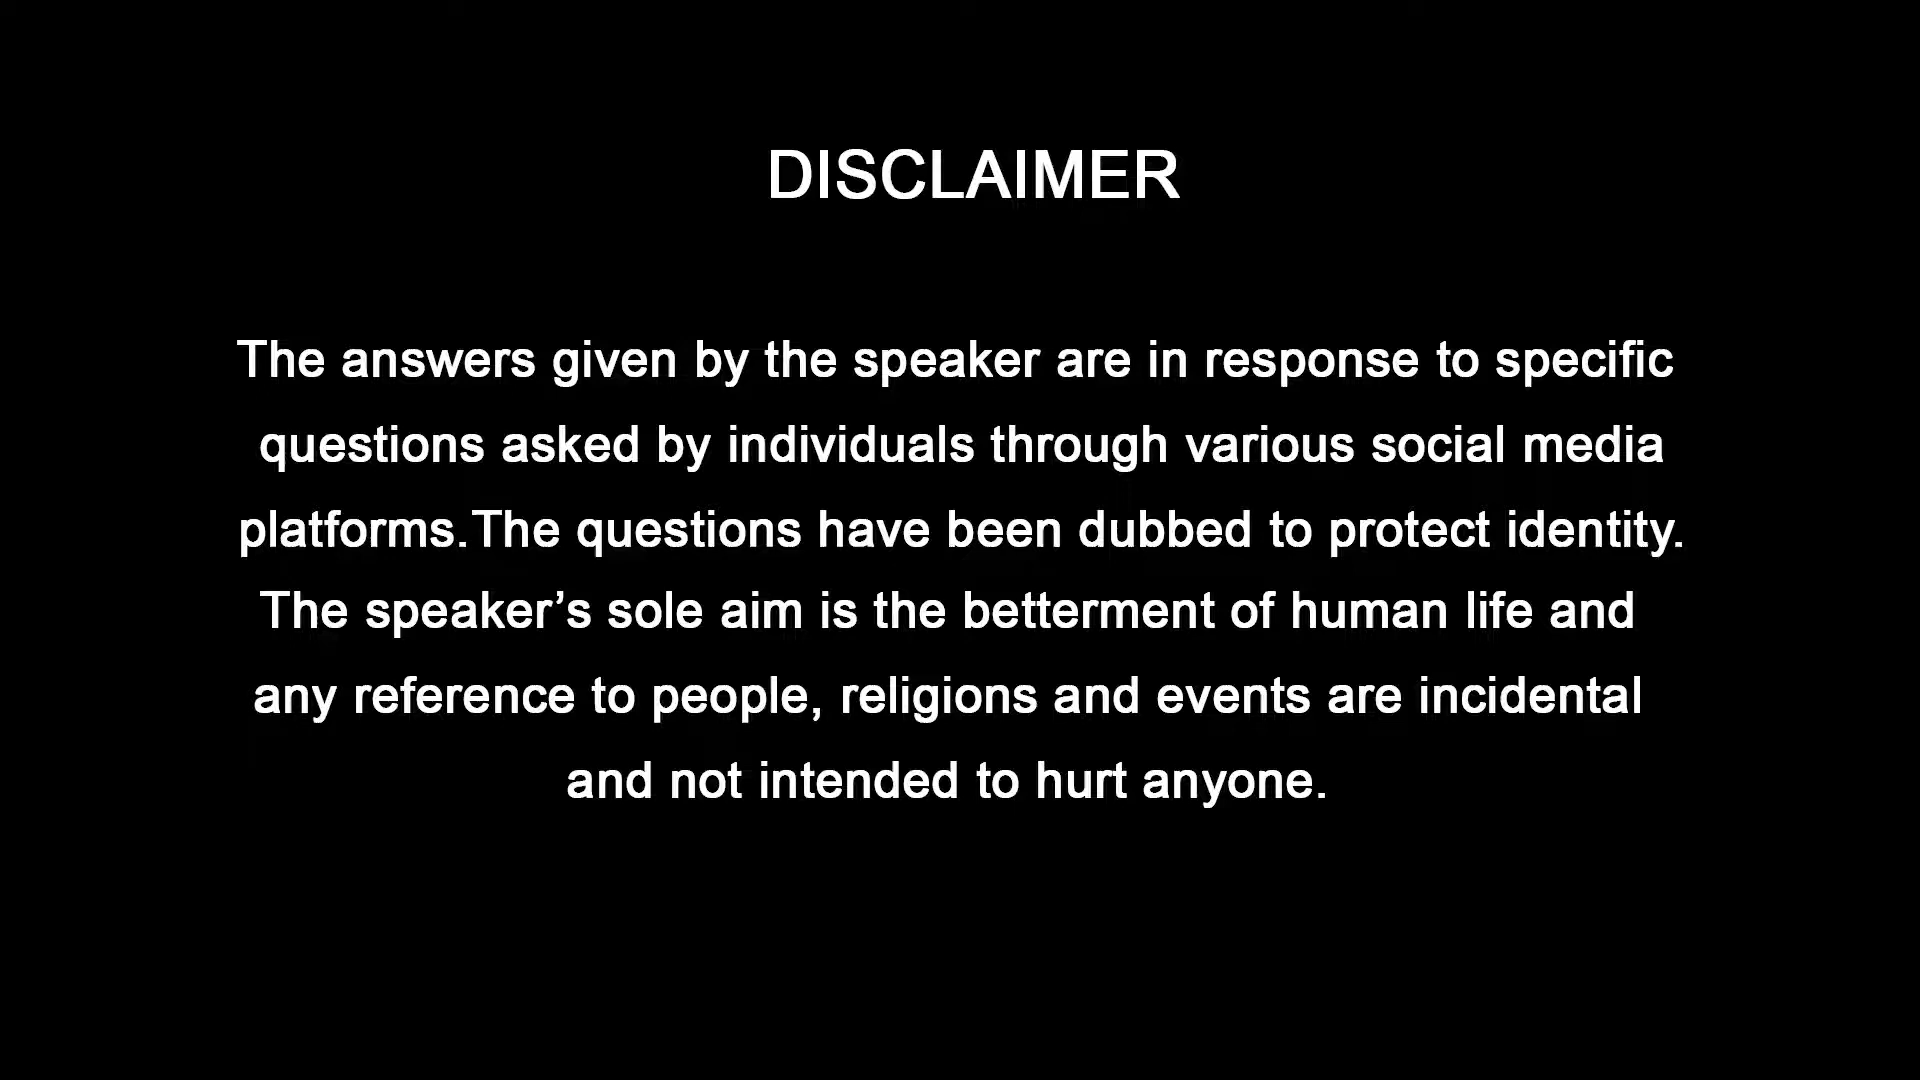 DISCLAIMER
The answers given by the speaker are in response to specific
questions asked by individuals through various social media
platforms.The questions have been dubbed to protect identity.
The speaker’s sole aim is the betterment of human life and
any reference to people, religions and events are incidental
and not intended to hurt anyone.